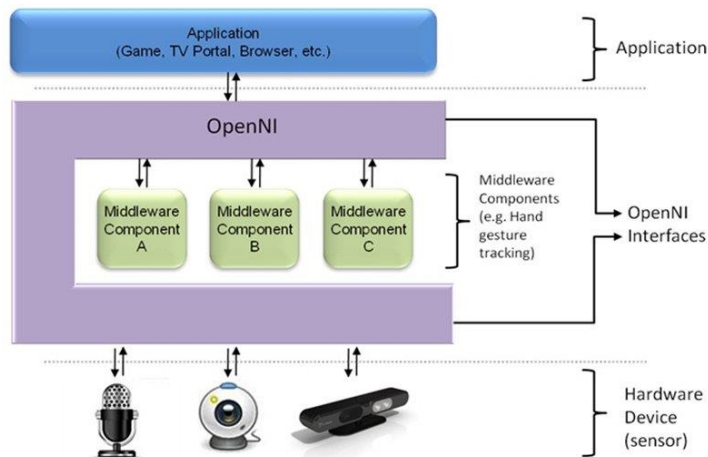 Application
(Game, TV Portal, Browser, etc.)
Application
OpenNI
Middleware
Component
A
Middleware
Component
B
Middleware
Component
C
Middleware
Components
(e.g. Hand
gesture
tracking)
OpenNI
Interfaces
Hardware
Device
(sensor)